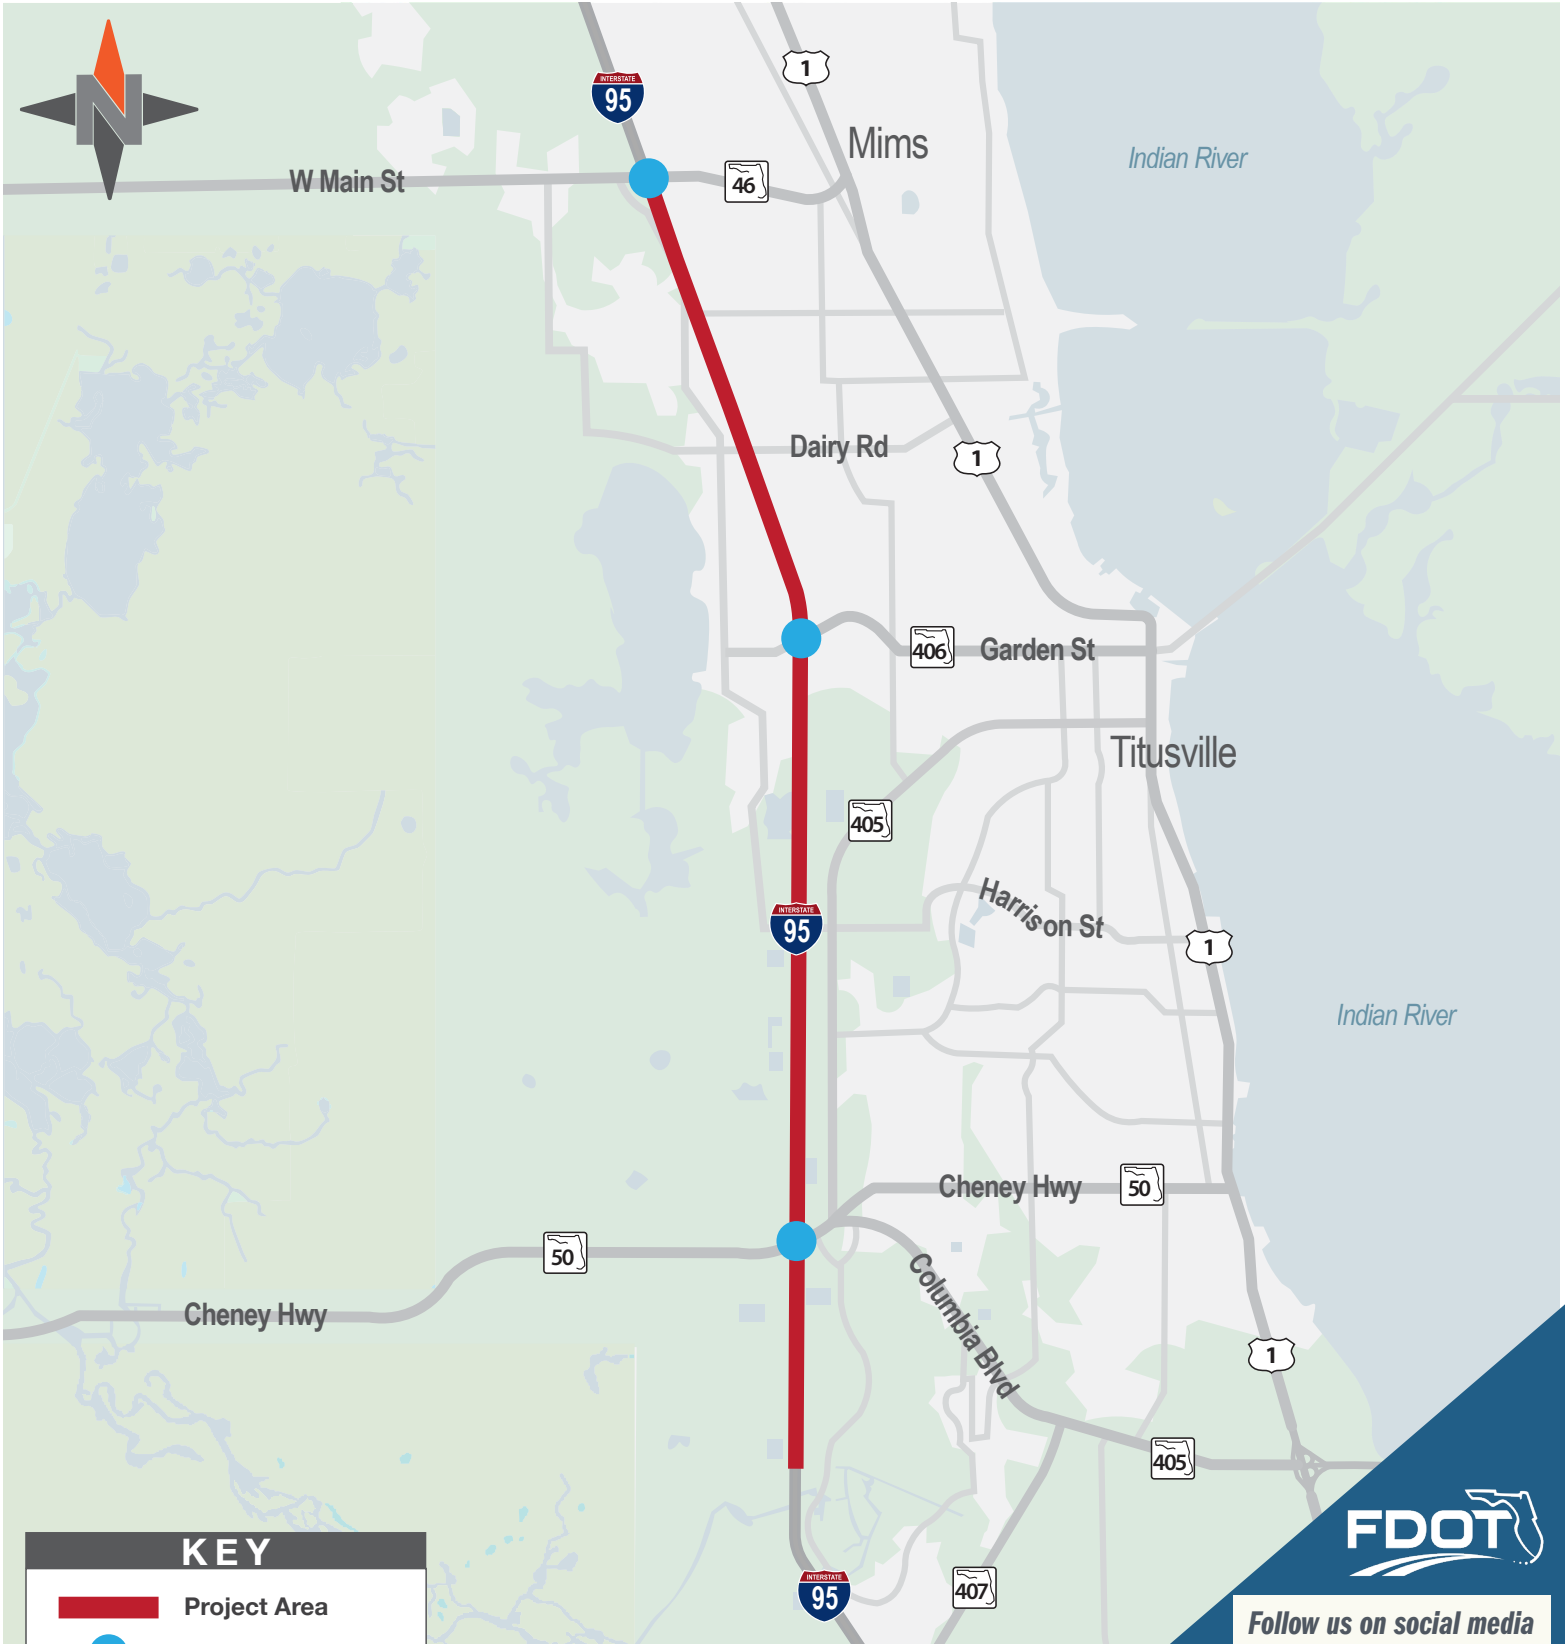 INTERSTATE
95
1
Mims
Indian River
N
W Main St
46
Dairy Rd
1
406
Garden St
Titusville
405
Harrison St
INTERSTATE
95
1
Indian River
Cheney Hwy
50
50
Cheney Hwy
Columbia Blvd
1
405
FDOT
KEY
Project Area
INTERSTATE
95
407
Follow us on social media